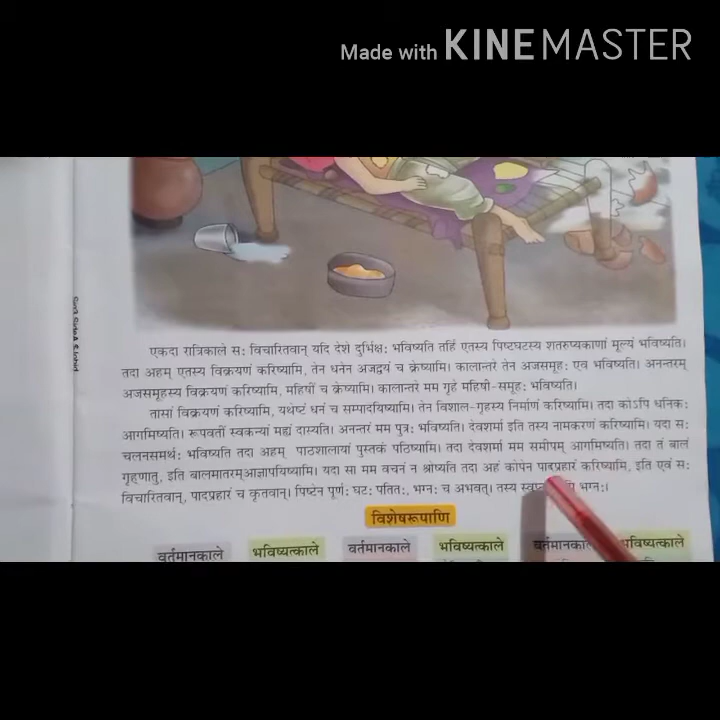 Made with KINEMASTER
एकदा रात्रिकाले स: विचारितवान् यदि देशे दुर्भिक्ष: भविष्यति तर्हि एतस्य पिष्टघटस्य शतरुप्यकाणां मूल्यं भविष्यति।
तदा अहम् एतस्य विक्रयणं करिष्यामि, तेन धनेन अजद्वयं च क्रेष्यामि। कालान्तरे तेन अजसमूह: एव भविष्यति। अनन्तरम्
अजसमूहस्य विक्रयणं करिष्यामि, महिषीं च क्रेष्यामि। कालान्तरे मम गृहे महिषी-समूह: भविष्यति।
तासां विक्रयणं करिष्यामि, यथेष्टं धनं च सम्पादयिष्यामि। तेन विशाल-गृहस्य निर्माणं करिष्यामि। तदा कोऽपि धनिक:
आगमिष्यति। रूपवतीं स्वकन्यां मह्यं दास्यति। अनन्तरं मम पुत्र: भविष्यति। देवशर्मा इति तस्य नामकरणं करिष्यामि। यदा स:
चलनसमर्थ: भविष्यति तदा अहम् पाठशालायां पुस्तकं पठिष्यामि। तदा देवशर्मा मम समीपम् आगमिष्यति। तदा तं बालं
गृह्णातु, इति बालमातरम्आज्ञापयिष्यामि। यदा सा मम वचनं न श्रोष्यति तदा अहं कोपेन पादप्रहारं करिष्यामि, इति एवं स:
विचारितवान्, पादप्रहारं च कृतवान्। पिष्टेन पूर्ण: घट: पतित:, भग्न: च अभवत्। तस्य भग्न:।
विशेषरूपाणि
वर्तमानकाले भविष्यत्काले वर्तमानकाले भविष्यत्काले वर्तमानकाले भविष्यत्काले